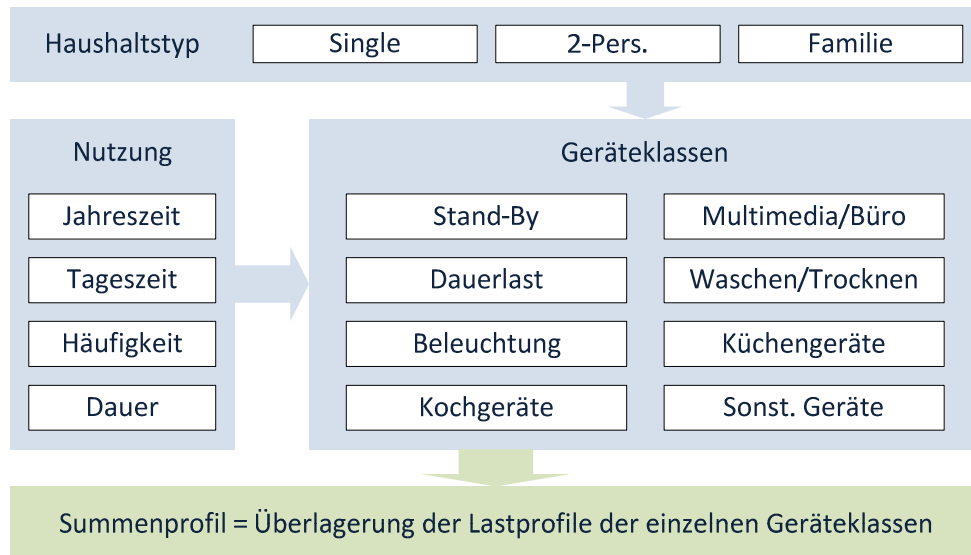 Haushaltstyp
Single
2-Pers.
Familie
Nutzung
Jahreszeit
Tageszeit
Häufigkeit
Dauer
Geräteklassen
Stand-By
Multimedia/Büro
Dauerlast
Waschen/Trocknen
Beleuchtung
Küchengeräte
Kochgeräte
Sonst. Geräte
Summenprofil = Überlagerung der Lastprofile der einzelnen Geräteklassen